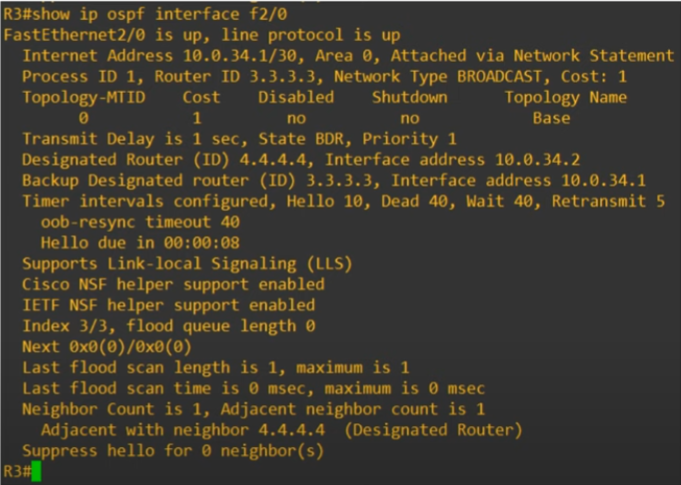 R3#show ip ospf interface f2/0
FastEthernet2/0 is up, line protocol is up
Internet Address 10.0.34.1/30, Area 0, Attached via Network Statement
Process ID 1, Router ID 3.3.3.3, Network Type BROADCAST, Cost: 1
Topology-MTID Cost Disabled Shutdown Topology Name
0 1 no no Base
Transmit Delay is 1 sec, State BDR, Priority 1
Designated Router (ID) 4.4.4.4, Interface address 10.0.34.2
Backup Designated router (ID) 3.3.3.3, Interface address 10.0.34.1
Timer intervals configured, Hello 10, Dead 40, Wait 40, Retransmit 5
oob-resync timeout 40
Hello due in 00:00:08
Supports Link-local Signaling (LLS)
Cisco NSF helper support enabled
IETF NSF helper support enabled
Index 3/3, flood queue length 0
Next 0x0(0)/0x0(0)
Last flood scan length is 1, maximum is 1
Last flood scan time is 0 msec, maximum is 0 msec
Neighbor Count is 1, Adjacent neighbor count is 1
Adjacent with neighbor 4.4.4.4 (Designated Router)
Suppress hello for 0 neighbor(s)
R3#